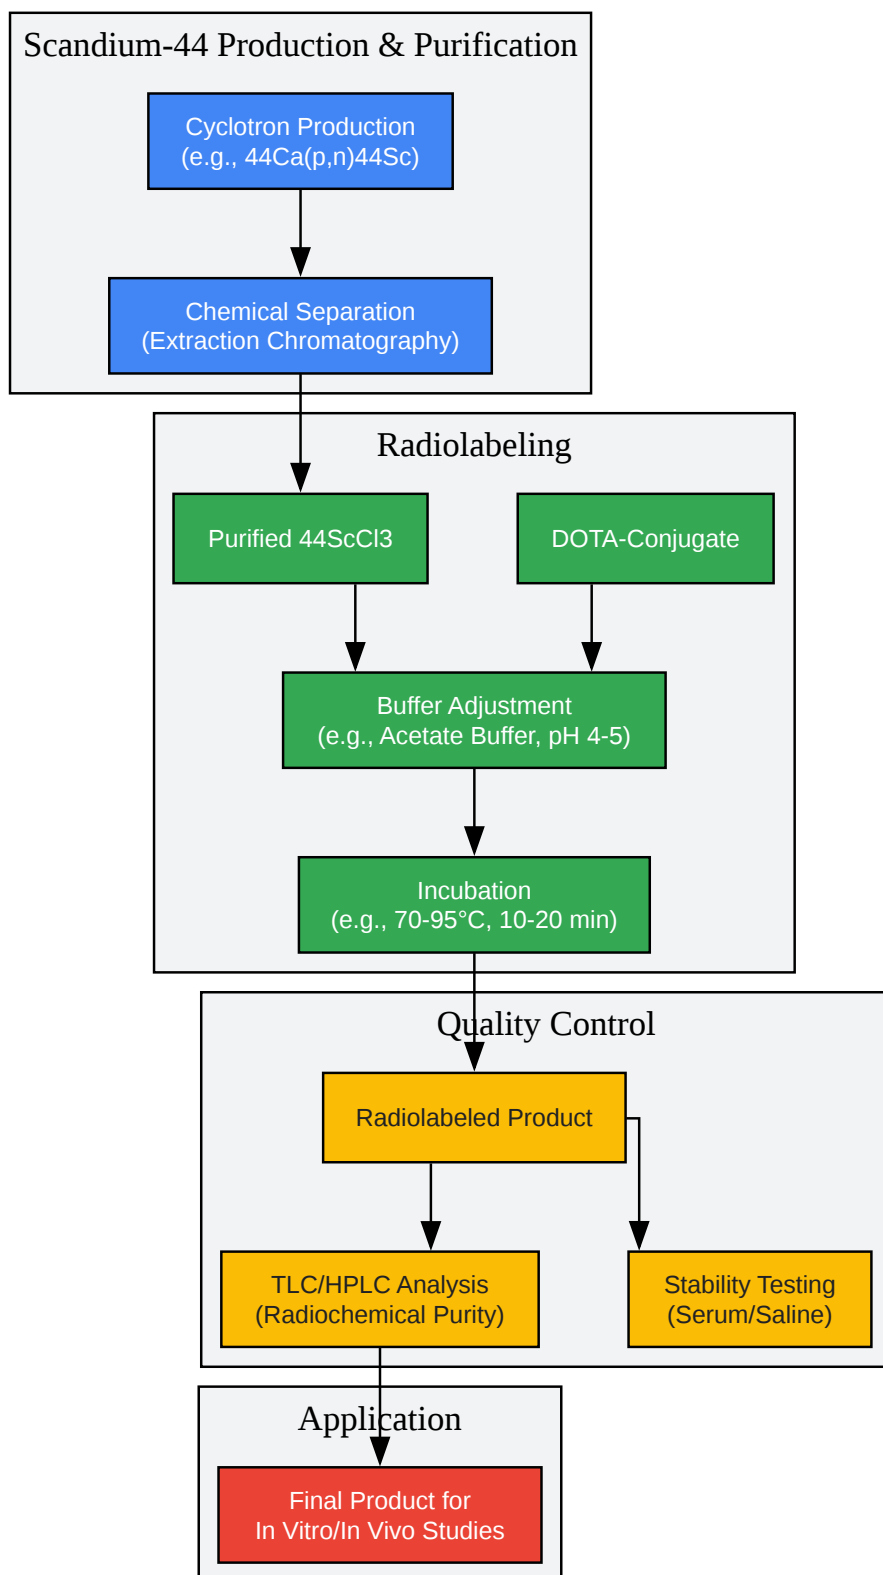 Scandium-44 Production & Purification
Cyclotron Production
(e.g., 44Ca(p,n)44Sc)
Chemical Separation
(Extraction Chromatography)
Radiolabeling
Purified 44ScCl3
DOTA-Conjugate
Buffer Adjustment
(e.g., Acetate Buffer, pH 4-5)
Incubation
(e.g., 70-95°C, 10-20 min)
Quality Control
Radiolabeled Product
TLC/HPLC Analysis
(Radiochemical Purity)
Stability Testing
(Serum/Saline)
Application
Final Product for
In Vitro/In Vivo Studies